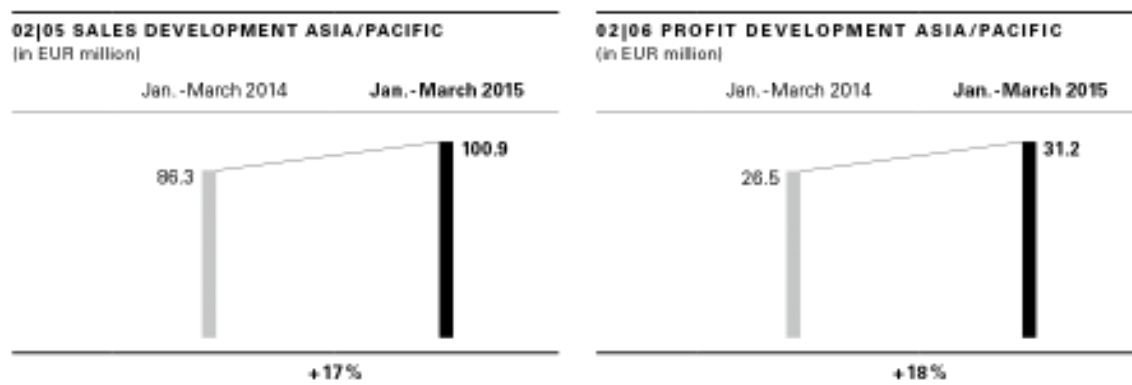 02|05 SALES DEVELOPMENT ASIA/PACIFIC
(in EUR million)
Jan.-March 2014 Jan.-March 2015
86.3 100.9
+17%
02|06 PROFIT DEVELOPMENT ASIA/PACIFIC
(in EUR million)
Jan.-March 2014 Jan.-March 2015
26.5 31.2
+18%